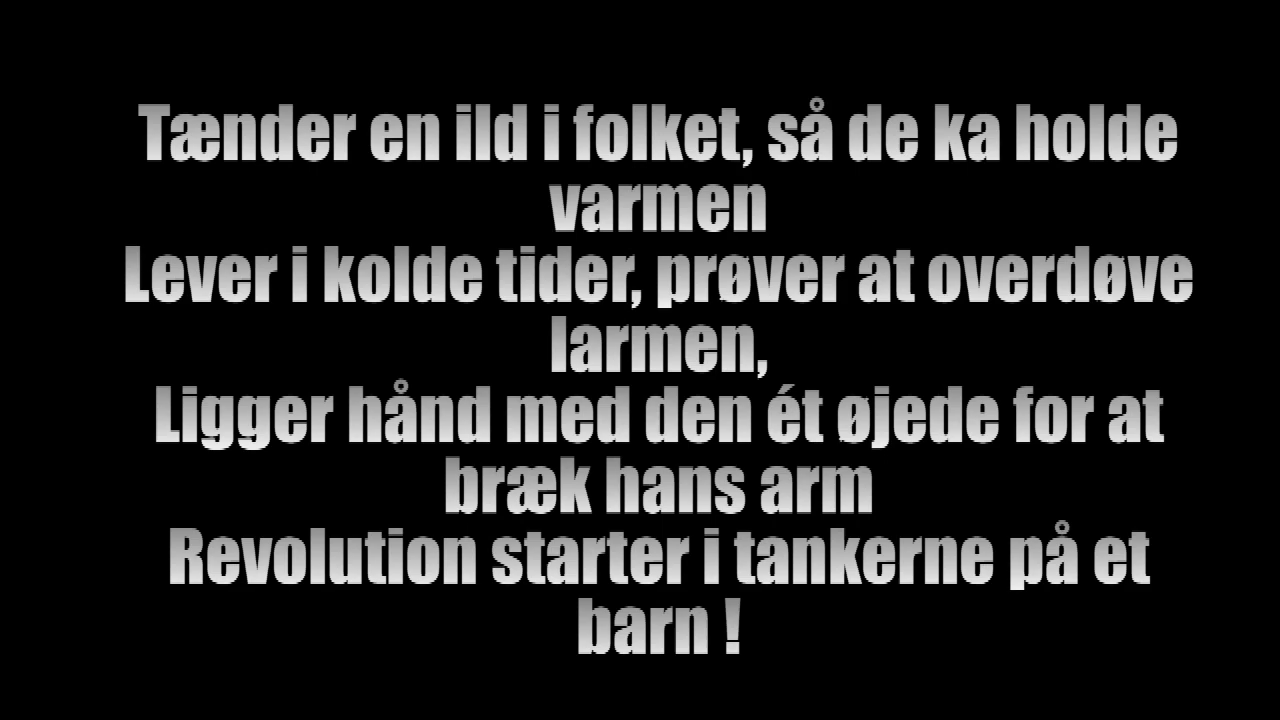 Tænder en ild i folket, så de ka holde
varmen
Lever i kolde tider, prøver at overdøve
larmen,
Ligger hånd med den ét øjede for at
bræk hans arm
Revolution starter i tankerne på et
barn !